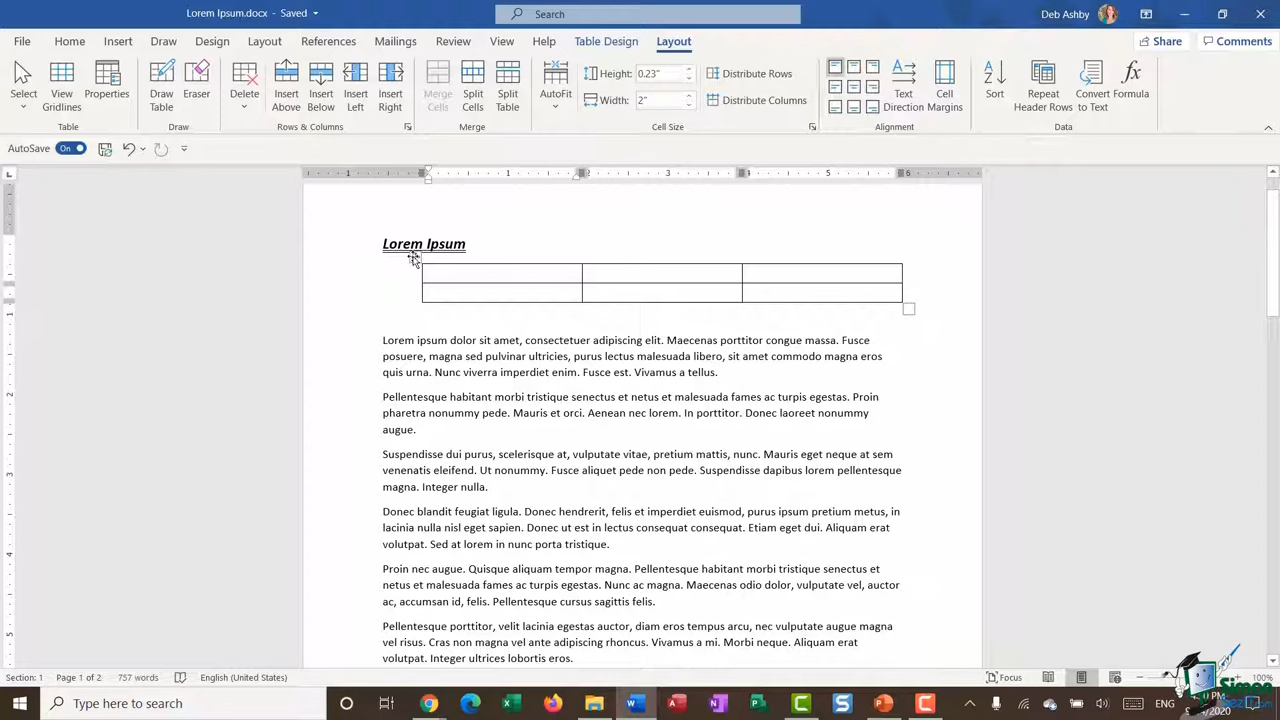 Lorem Ipsum.docx - Saved
Search
Deb Ashby
File Home Insert Draw Design Layout References Mailings Review View Help Table Design Layout Share Comments
Select
View Gridlines
Properties
Table
Draw Table
Eraser
Draw
Delete
Insert Above
Insert Below
Insert Left
Insert Right
Rows & Columns
Merge Cells
Split Cells
Split Table
Merge
AutoFit
Height: 0.23"
Width: 2"
Distribute Rows
Distribute Columns
Cell Size
Text Direction
Cell Margins
Alignment
Sort
Repeat Header Rows
Convert to Text
Formula
Data
AutoSave On
1 1 2 3 4 5 6
Lorem Ipsum
Lorem ipsum dolor sit amet, consectetuer adipiscing elit. Maecenas porttitor congue massa. Fusce
posuere, magna sed pulvinar ultricies, purus lectus malesuada libero, sit amet commodo magna eros
quis urna. Nunc viverra imperdiet enim. Fusce est. Vivamus a tellus.
Pellentesque habitant morbi tristique senectus et netus et malesuada fames ac turpis egestas. Proin
pharetra nonummy pede. Mauris et orci. Aenean nec lorem. In porttitor. Donec laoreet nonummy
augue.
Suspendisse dui purus, scelerisque at, vulputate vitae, pretium mattis, nunc. Mauris eget neque at sem
venenatis eleifend. Ut nonummy. Fusce aliquet pede non pede. Suspendisse dapibus lorem pellentesque
magna. Integer nulla.
Donec blandit feugiat ligula. Donec hendrerit, felis et imperdiet euismod, purus ipsum pretium metus, in
lacinia nulla nisl eget sapien. Donec ut est in lectus consequat consequat. Etiam eget dui. Aliquam erat
volutpat. Sed at lorem in nunc porta tristique.
Proin nec augue. Quisque aliquam tempor magna. Pellentesque habitant morbi tristique senectus et
netus et malesuada fames ac turpis egestas. Nunc ac magna. Maecenas odio dolor, vulputate vel, auctor
ac, accumsan id, felis. Pellentesque cursus sagittis felis.
Pellentesque porttitor, velit lacinia egestas auctor, diam eros tempus arcu, nec vulputate augue magna
vel risus. Cras non magna vel ante adipiscing rhoncus. Vivamus a mi. Morbi neque. Aliquam erat
volutpat. Integer ultrices lobortis eros.
1
2
3
4
5
Section: 1 Page 1 of 2 757 words English (United States) Focus 100%
Type here to search
ENG
Simon